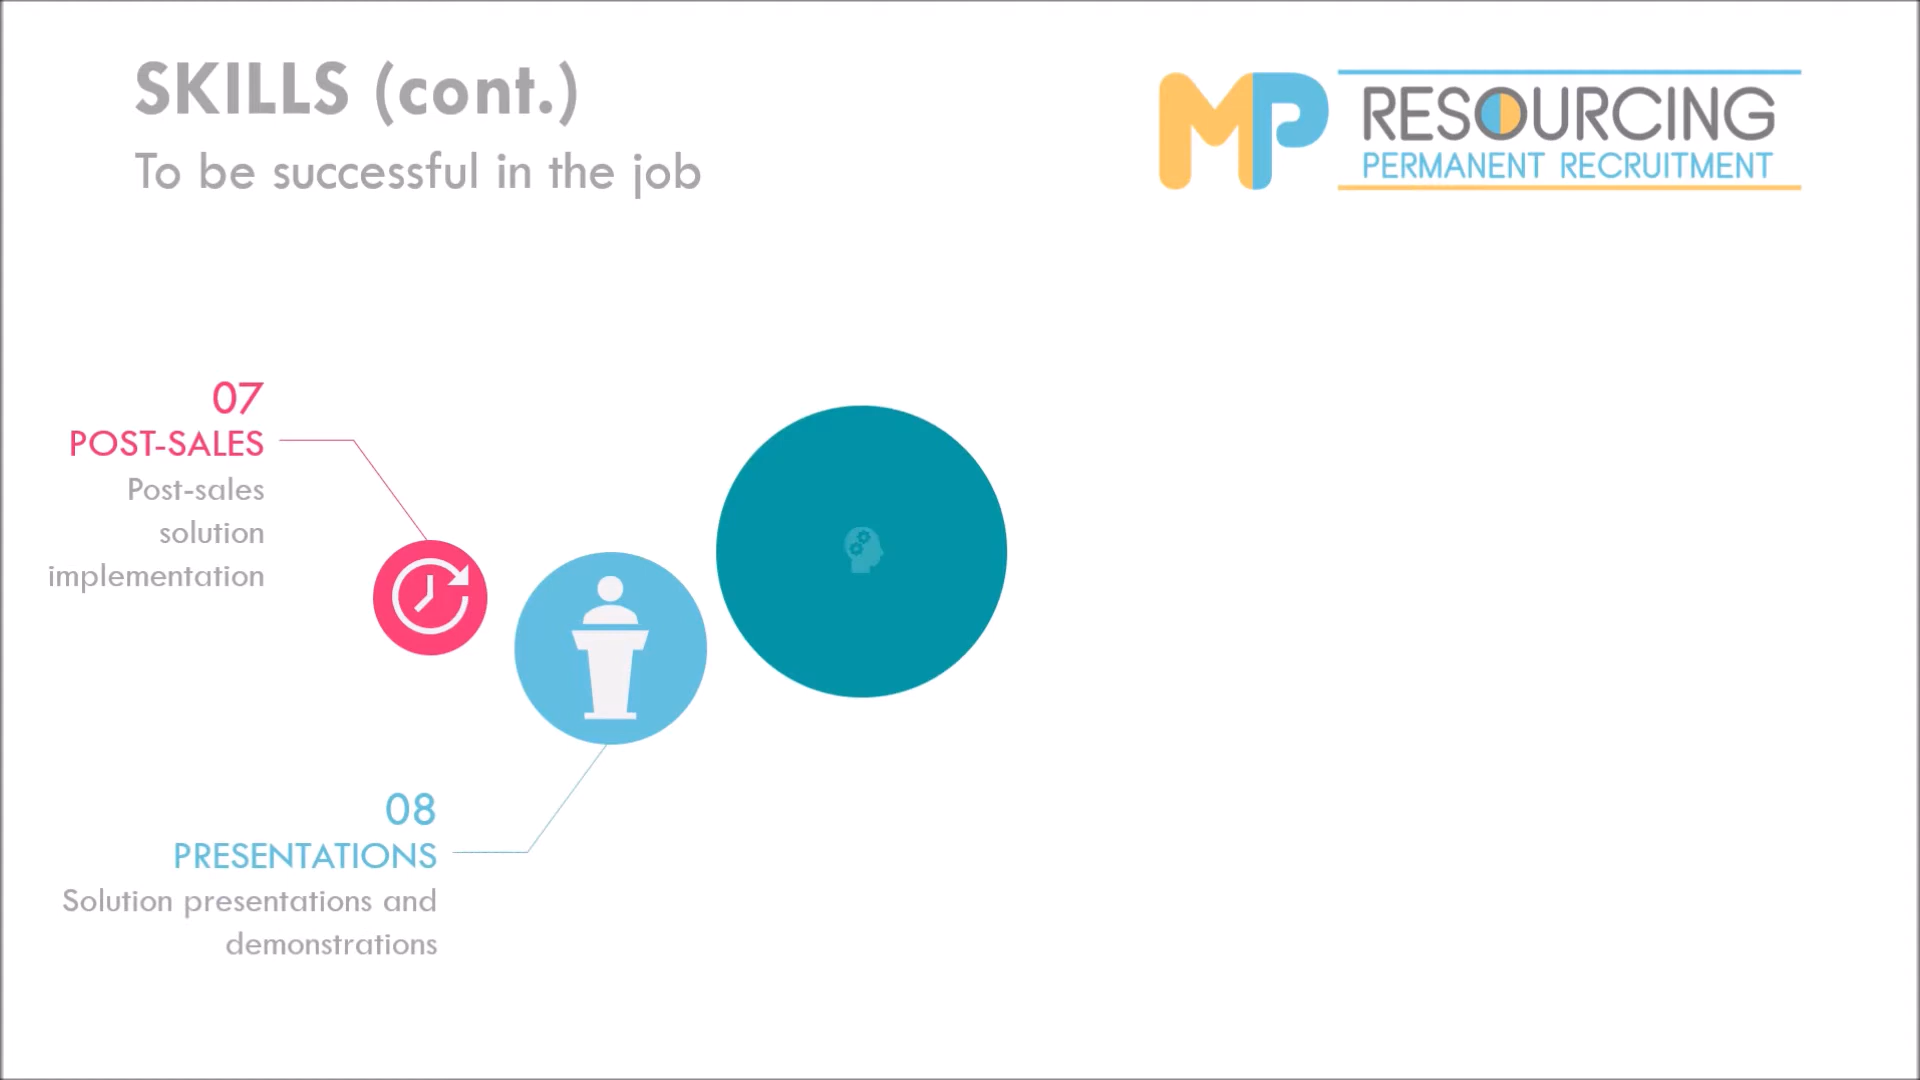 SKILLS (cont.)
To be successful in the job
MP
RESOURCING
PERMANENT RECRUITMENT
07
POST-SALES
Post-sales
solution
implementation
08
PRESENTATIONS
Solution presentations and
demonstrations